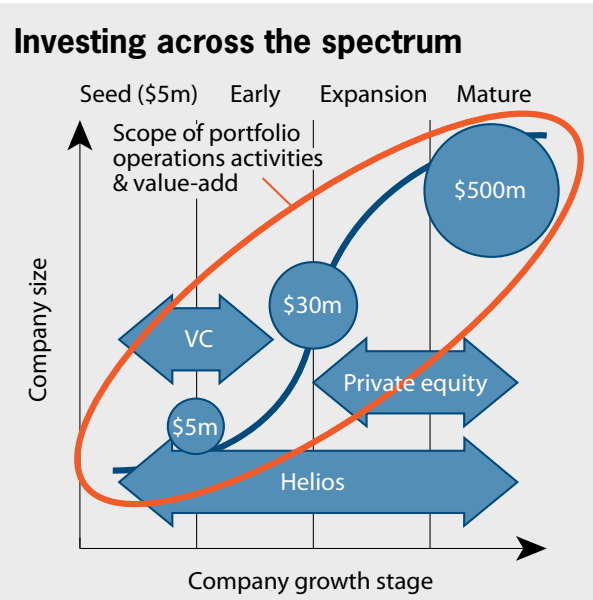 Investing across the spectrum
Seed ($5m) Early Expansion Mature
Scope of portfolio
operations activities
& value-add
$500m
$30m
VC
Private equity
$5m
Helios
Company size
Company growth stage